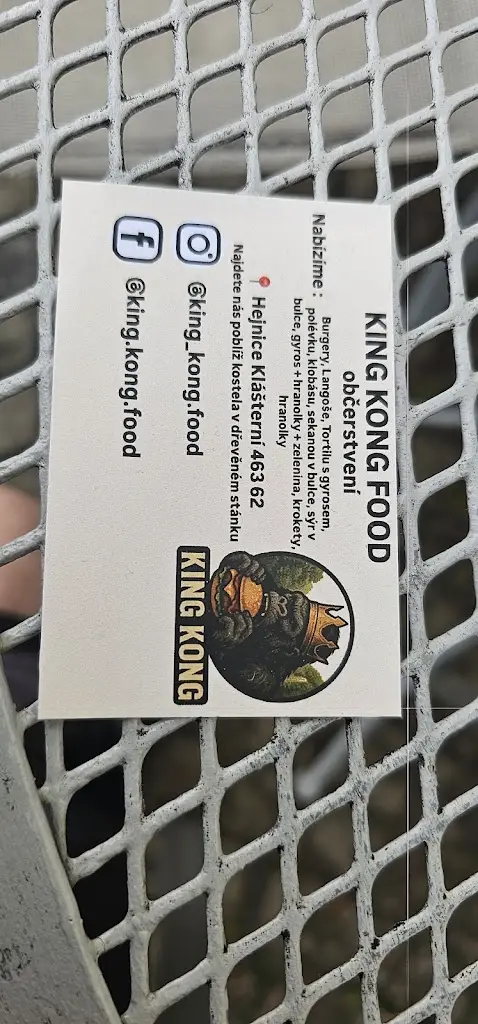 KING KONG FOOD
občerstvení
Nabízíme :
Burgery, Langoše, Tortilu s gyrosem,
polévku, klobásu, sekanou v bulce, sýr v
bulce, gyros + hranolky + zelenina, krokety,
hranolky
Hejnice Klášterní 463 62
Najdete nás poblíž kostela v dřevěném stánku
@king_kong.food
@king.kong.food
KING KONG